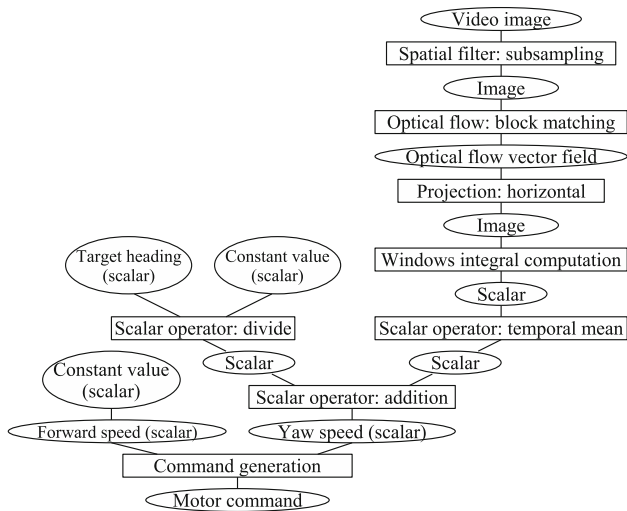 Video image
Spatial filter: subsampling
Image
Optical flow: block matching
Optical flow vector field
Projection: horizontal
Image
Target heading
(scalar)
Constant value
(scalar)
Windows integral computation
Scalar
Scalar operator: divide
Scalar operator: temporal mean
Scalar
Scalar
Constant value
(scalar)
Scalar operator: addition
Forward speed (scalar)
Yaw speed (scalar)
Command generation
Motor command